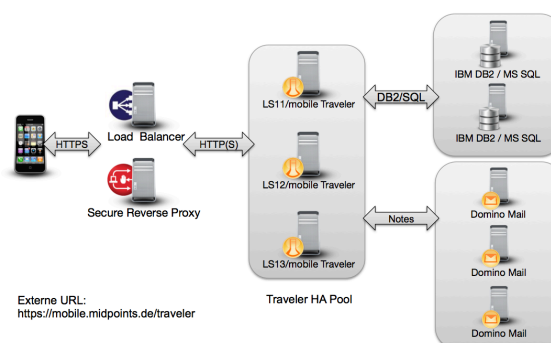 HTTPS
Load Balancer
Secure Reverse Proxy
HTTP(S)
LS11/mobile Traveler
LS12/mobile Traveler
LS13/mobile Traveler
Traveler HA Pool
DB2/SQL
IBM DB2 / MS SQL
IBM DB2 / MS SQL
Notes
Domino Mail
Domino Mail
Domino Mail
Externe URL:
https://mobile.midpoints.de/traveler